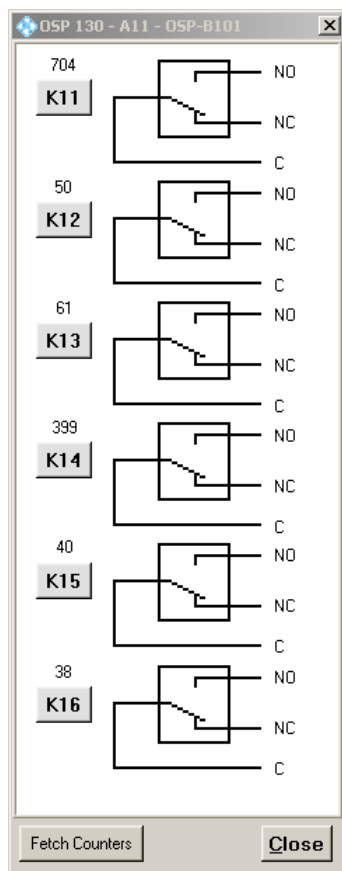 OSP 130 - A11 - OSP-B101
704
NO
K11
NC
C
50
NO
K12
NC
C
61
NO
K13
NC
C
399
NO
K14
NC
C
40
NO
K15
NC
C
38
NO
K16
NC
C
Fetch Counters Close